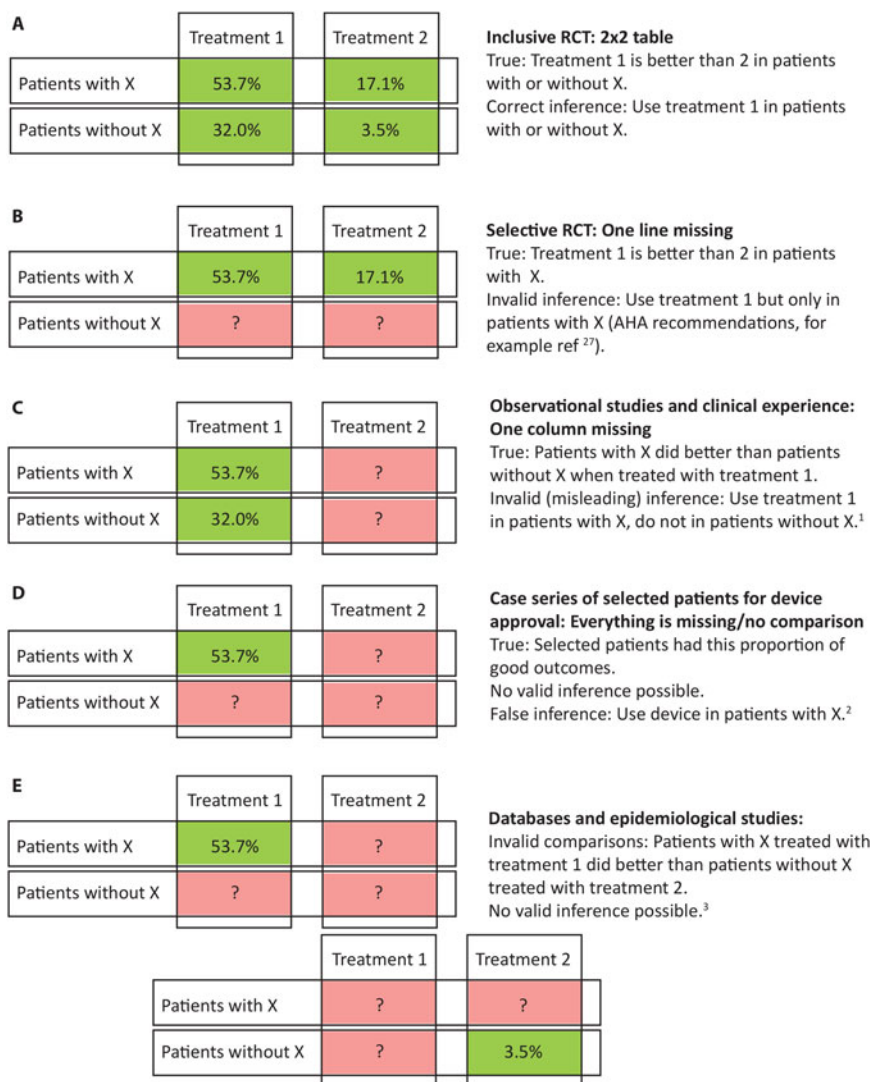 A
Treatment 1 Treatment 2
Patients with X 53.7% 17.1%
Patients without X 32.0% 3.5%
Inclusive RCT: 2x2 table
True: Treatment 1 is better than 2 in patients
with or without X.
Correct inference: Use treatment 1 in patients
with or without X.
B
Treatment 1 Treatment 2
Patients with X 53.7% 17.1%
Patients without X ? ?
Selective RCT: One line missing
True: Treatment 1 is better than 2 in patients
with X.
Invalid inference: Use treatment 1 but only in
patients with X (AHA recommendations, for
example ref 27).
C
Treatment 1 Treatment 2
Patients with X 53.7% ?
Patients without X 32.0% ?
Observational studies and clinical experience:
One column missing
True: Patients with X did better than patients
without X when treated with treatment 1.
Invalid (misleading) inference: Use treatment 1
in patients with X, do not in patients without X.1
D
Treatment 1 Treatment 2
Patients with X 53.7% ?
Patients without X ? ?
Case series of selected patients for device
approval: Everything is missing/no comparison
True: Selected patients had this proportion of
good outcomes.
No valid inference possible.
False inference: Use device in patients with X.2
E
Treatment 1 Treatment 2
Patients with X 53.7% ?
Patients without X ? ?
Databases and epidemiological studies:
Invalid comparisons: Patients with X treated with
treatment 1 did better than patients without X
treated with treatment 2.
No valid inference possible.3
Treatment 1 Treatment 2
Patients with X ? ?
Patients without X ? 3.5%